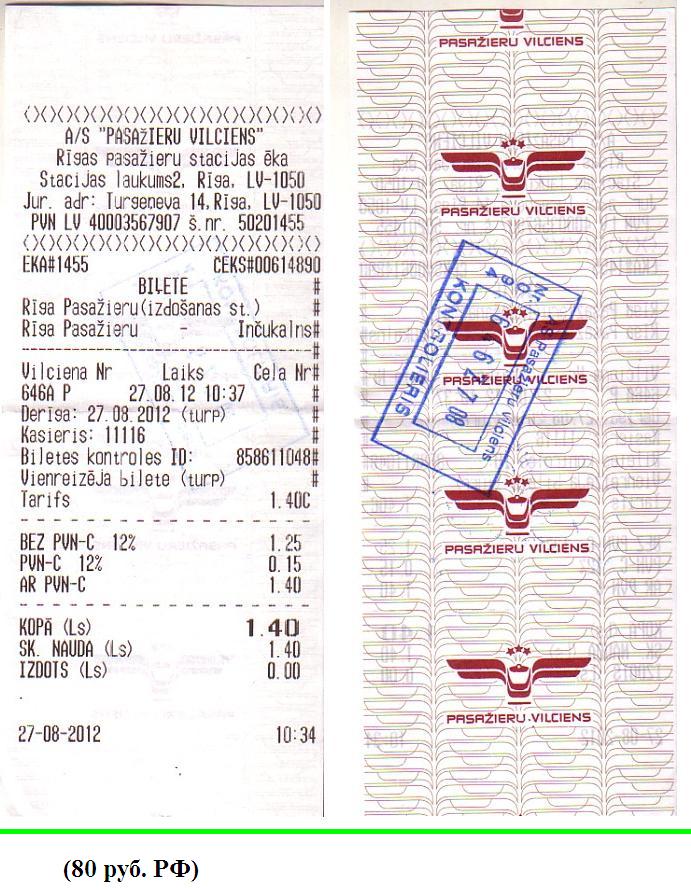 <><><><><><><><><><><><><><>
A/S "PASAŽIERU VILCIENS"
Rīgas pasažieru stacijas ēka
Stacijas laukums2, Rīga, LV-1050
Jur. adr: Turgeņeva 14.Rīga, LV-1050
PVN LV 40003567907 š.nr. 50201455
<><><><><><><><><><><><><><>
EKA#1455 ČEKS#00614890
BIĻETE #
Rīga Pasažieru(izdošanas st.) #
Rīga Pasažieru - Inčukalns#
------------------------------#
Vilciena Nr Laiks Ceļa Nr#
646A P 27.08.12 10:37 #
Derīga: 27.08.2012 (turp) #
Kasieris: 11116 #
Biļetes kontroles ID: 858611048#
Vienreizēja biļete (turp) #
Tarifs 1.40C
- - - - - - - - - - - - - - - -
BEZ PVN-C 12% 1.25
PVN-C 12% 0.15
AR PVN-C 1.40
- - - - - - - - - - - - - - - -
KOPĀ (Ls) 1.40
SK. NAUDA (Ls) 1.40
IZDOTS (Ls) 0.00
27-08-2012 10:34
PASAŽIERU VILCIENS
PASAŽIERU VILCIENS
PASAŽIERU VILCIENS
PASAŽIERU VILCIENS
PASAŽIERU VILCIENS
AS Pasažieru vilciens
KONTROLIERIS
(80 руб. РФ)